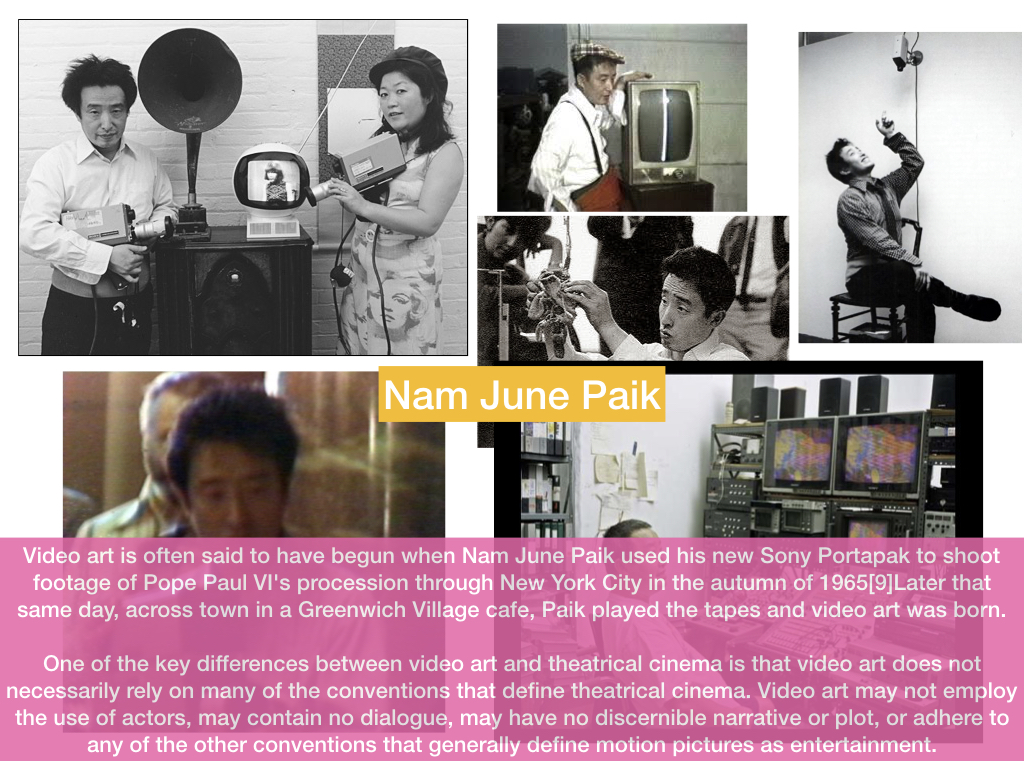 Nam June Paik
Video art is often said to have begun when Nam June Paik used his new Sony Portapak to shoot
footage of Pope Paul VI's procession through New York City in the autumn of 1965[9]Later that
same day, across town in a Greenwich Village cafe, Paik played the tapes and video art was born.
One of the key differences between video art and theatrical cinema is that video art does not
necessarily rely on many of the conventions that define theatrical cinema. Video art may not employ
the use of actors, may contain no dialogue, may have no discernible narrative or plot, or adhere to
any of the other conventions that generally define motion pictures as entertainment.